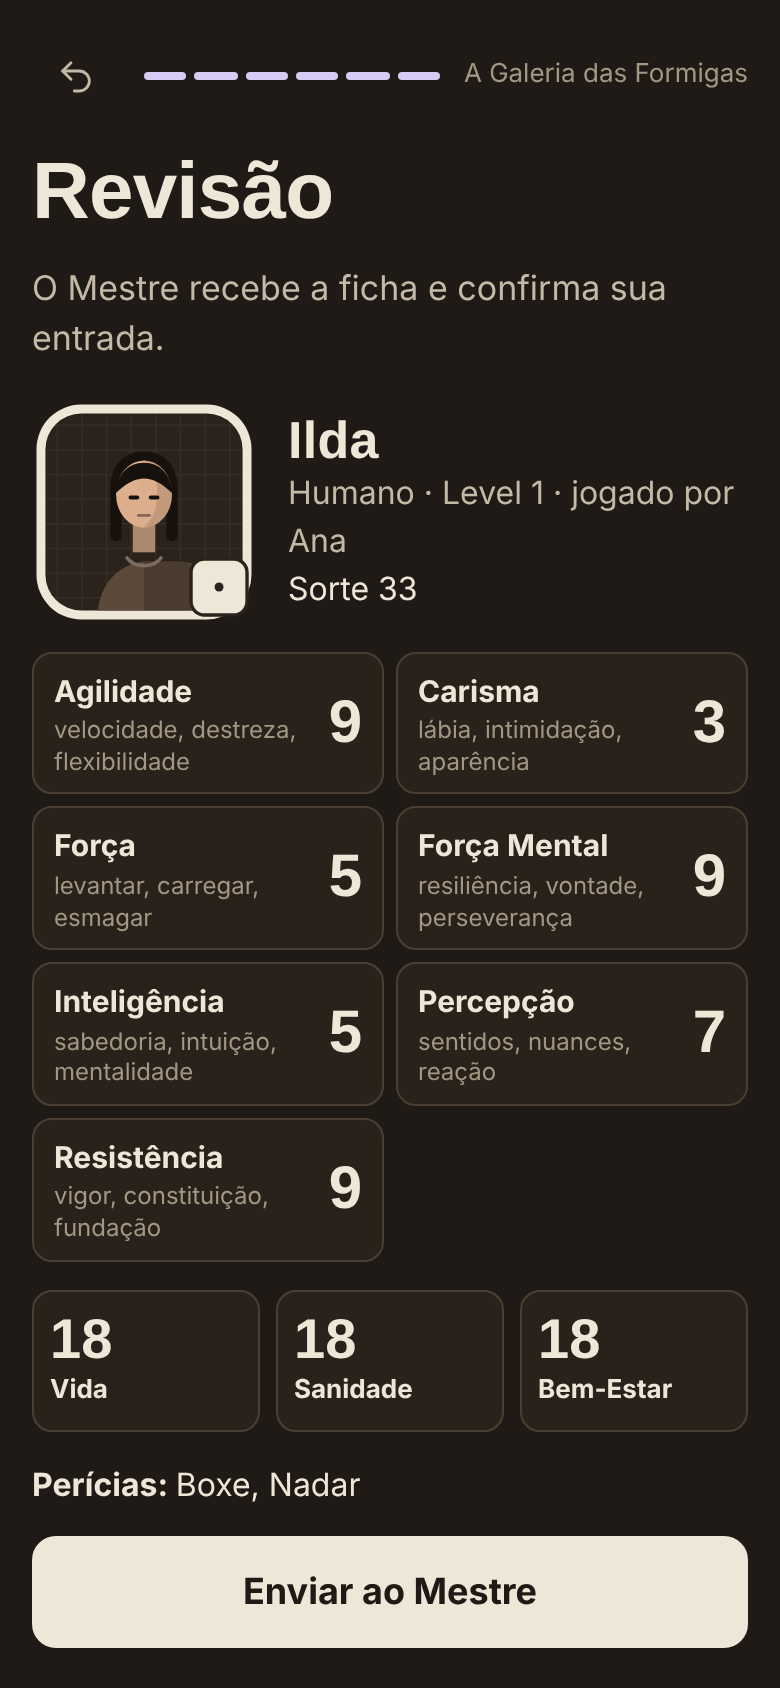 A Galeria das Formigas
Revisão
O Mestre recebe a ficha e confirma sua
entrada.
Ilda
Humano · Level 1 · jogado por
Ana
Sorte 33
Agilidade
velocidade, destreza,
flexibilidade
9
Carisma
lábia, intimidação,
aparência
3
Força
levantar, carregar,
esmagar
5
Força Mental
resiliência, vontade,
perseverança
9
Inteligência
sabedoria, intuição,
mentalidade
5
Percepção
sentidos, nuances,
reação
7
Resistência
vigor, constituição,
fundação
9
18
Vida
18
Sanidade
18
Bem-Estar
Perícias: Boxe, Nadar
Enviar ao Mestre